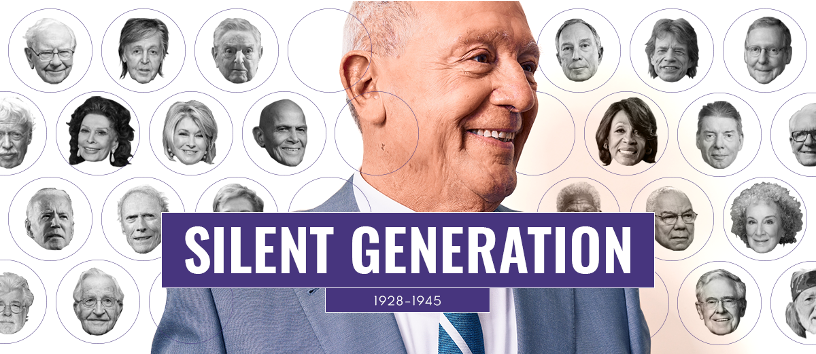 SILENT GENERATION
1928-1945